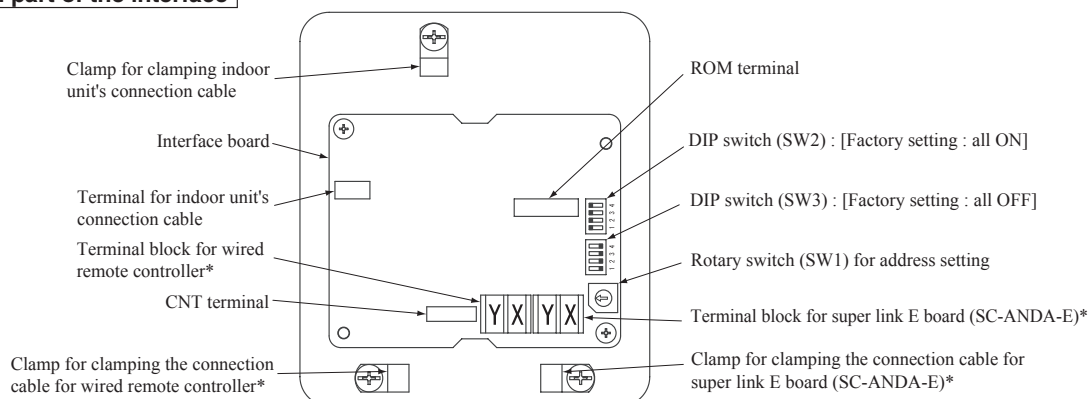 part of the interface
Clamp for clamping indoor
unit's connection cable
Interface board
Terminal for indoor unit's
connection cable
Terminal block for wired
remote controller*
CNT terminal
Clamp for clamping the connection
cable for wired remote controller*
ROM terminal
DIP switch (SW2) : [Factory setting : all ON]
DIP switch (SW3) : [Factory setting : all OFF]
Rotary switch (SW1) for address setting
Terminal block for super link E board (SC-ANDA-E)*
Clamp for clamping the connection cable for
super link E board (SC-ANDA-E)*
1 2 3 4
1 2 3 4
Y X Y X